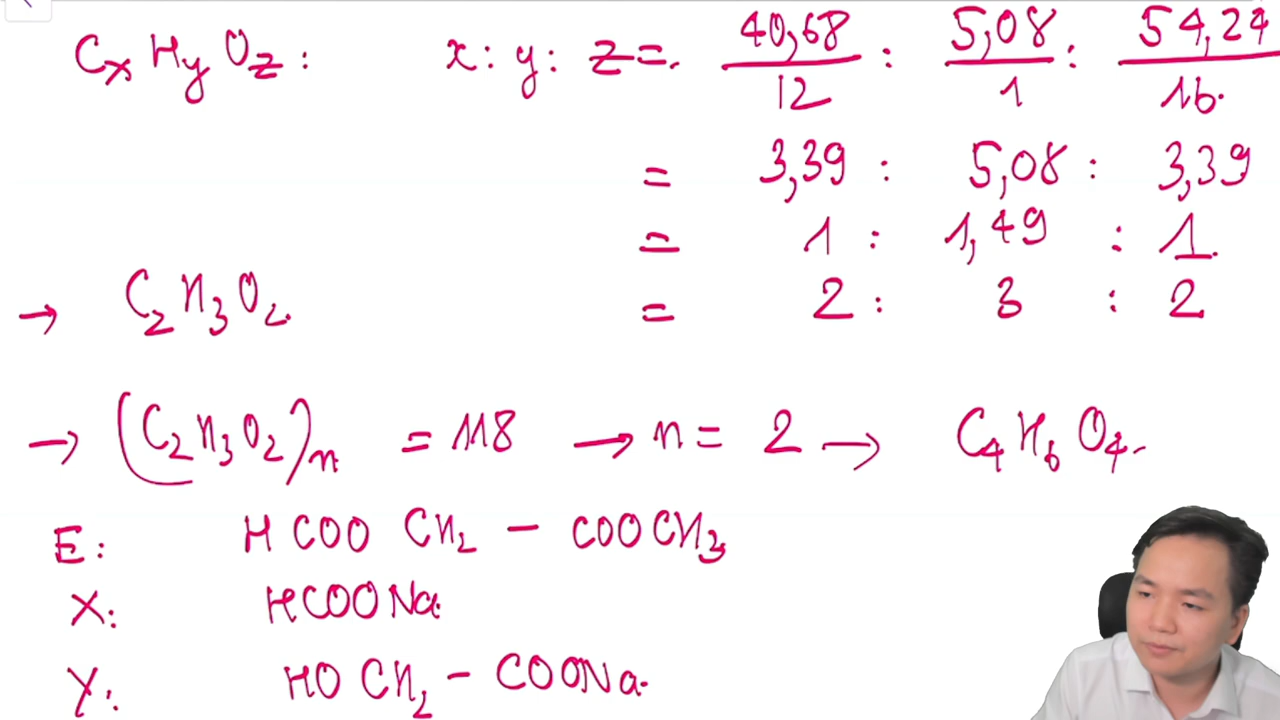 CxHyOz: x : y : z = 40,68/12 : 5,08/1 : 54,24/16
= 3,39 : 5,08 : 3,39
= 1 : 1,49 : 1
→ C2H3O2 = 2 : 3 : 2
→ (C2H3O2)n = 118 → n = 2 → C4H6O4
E: HCOO CH2 - COOCH3
X: HCOONa
Y: HO CH2 - COONa